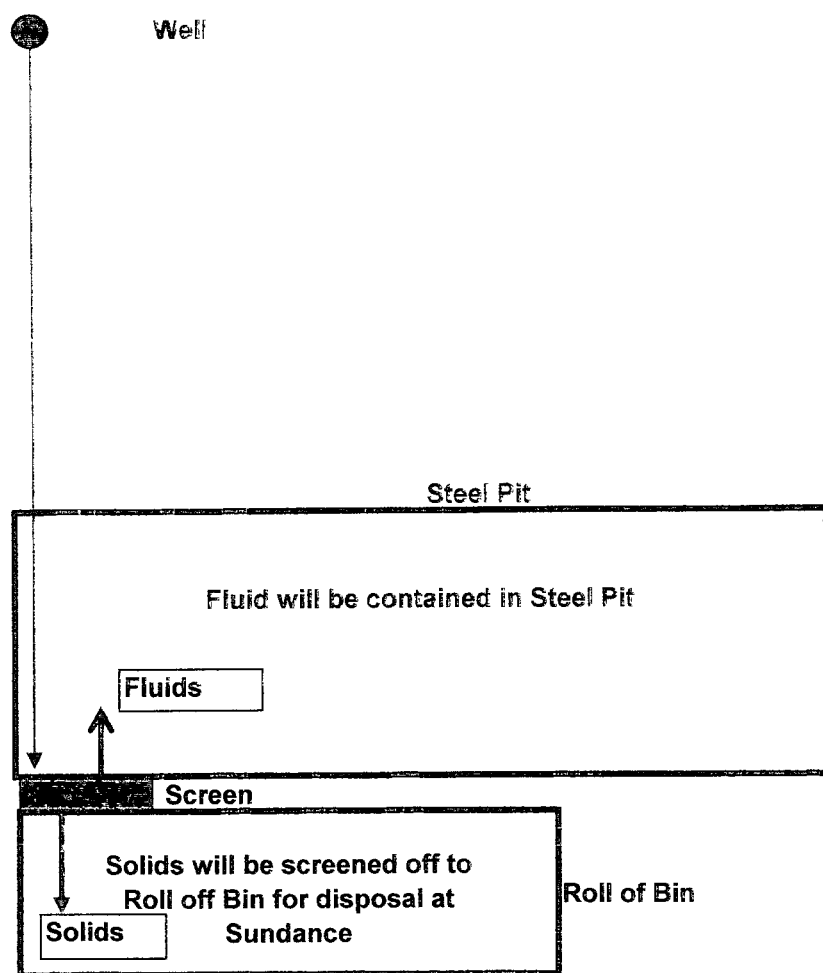 Well
Steel Pit
Fluid will be contained in Steel Pit
Fluids
Screen
Solids will be screened off to
Roll off Bin for disposal at
Sundance
Roll of Bin
Solids